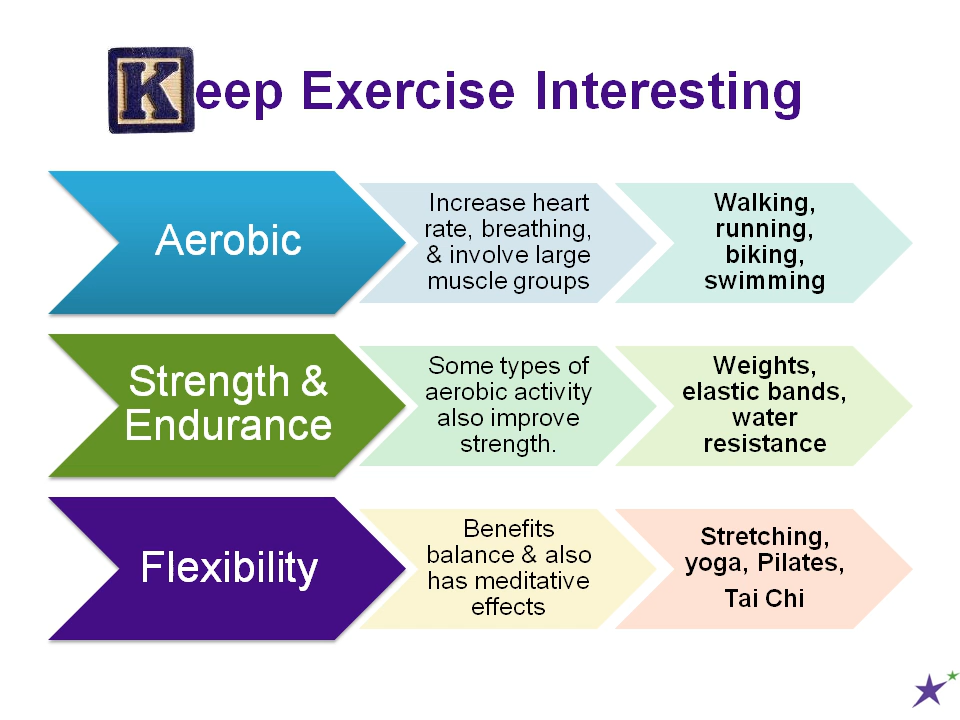 Keep Exercise Interesting
Aerobic
Increase heart
rate, breathing,
& involve large
muscle groups
Walking,
running,
biking,
swimming
Strength &
Endurance
Some types of
aerobic activity
also improve
strength.
Weights,
elastic bands,
water
resistance
Flexibility
Benefits
balance & also
has meditative
effects
Stretching,
yoga, Pilates,
Tai Chi